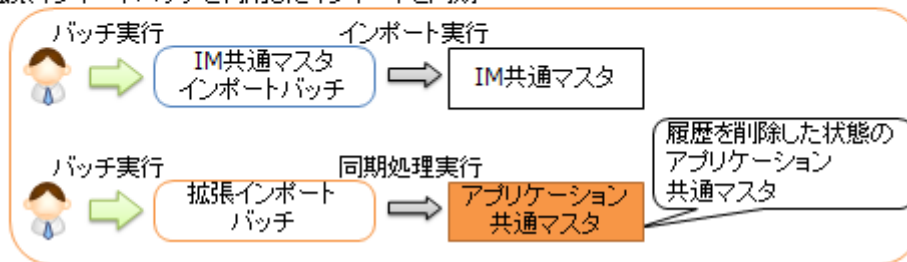 バッチ実行
インポート実行
IM共通マスタ
インポートバッチ
IM共通マスタ
バッチ実行
同期処理実行
拡張インポート
バッチ
アプリケーション
共通マスタ
履歴を削除した状態の
アプリケーション
共通マスタ